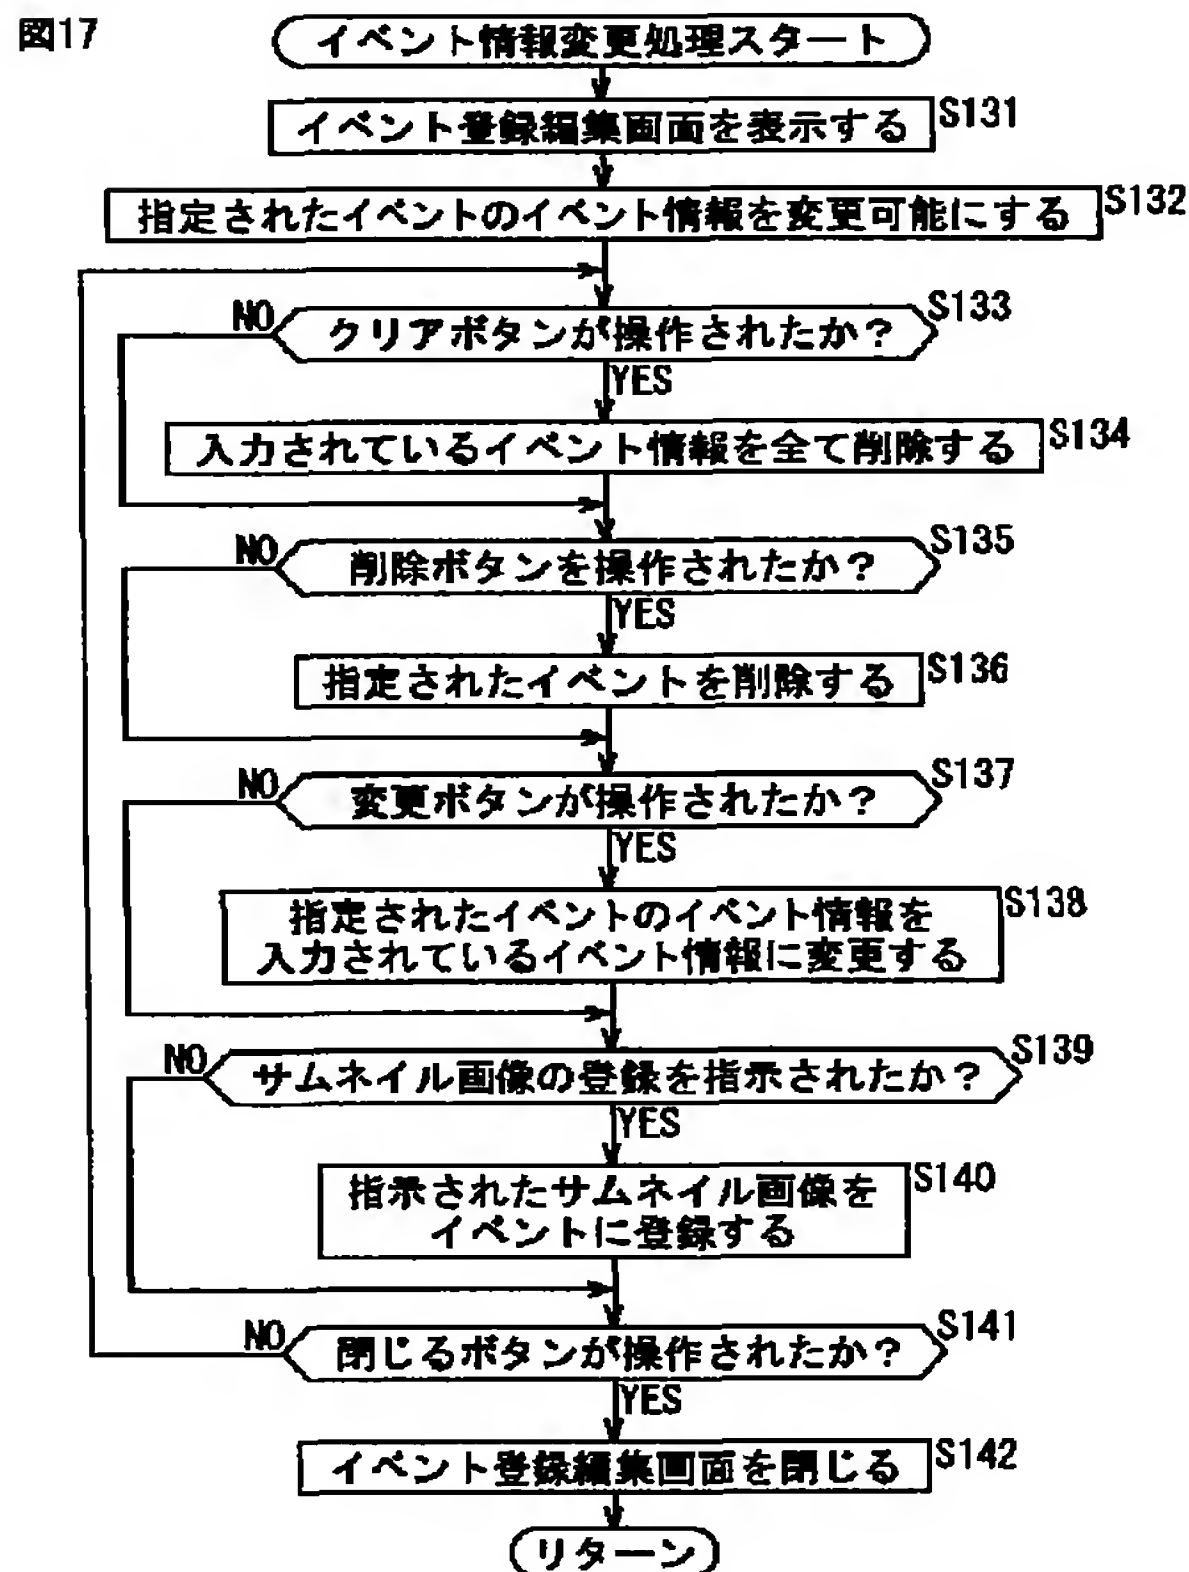 図17
イベント情報変更処理スタート
イベント登録編集画面を表示する S131
指定されたイベントのイベント情報を変更可能にする S132
クリアボタンが操作されたか? S133
NO
YES
入力されているイベント情報を全て削除する S134
削除ボタンを操作されたか? S135
NO
YES
指定されたイベントを削除する S136
変更ボタンが操作されたか? S137
NO
YES
指定されたイベントのイベント情報を S138
入力されているイベント情報に変更する
サムネイル画像の登録を指示されたか? S139
NO
YES
指示されたサムネイル画像を S140
イベントに登録する
閉じるボタンが操作されたか? S141
NO
YES
イベント登録編集画面を閉じる S142
リターン